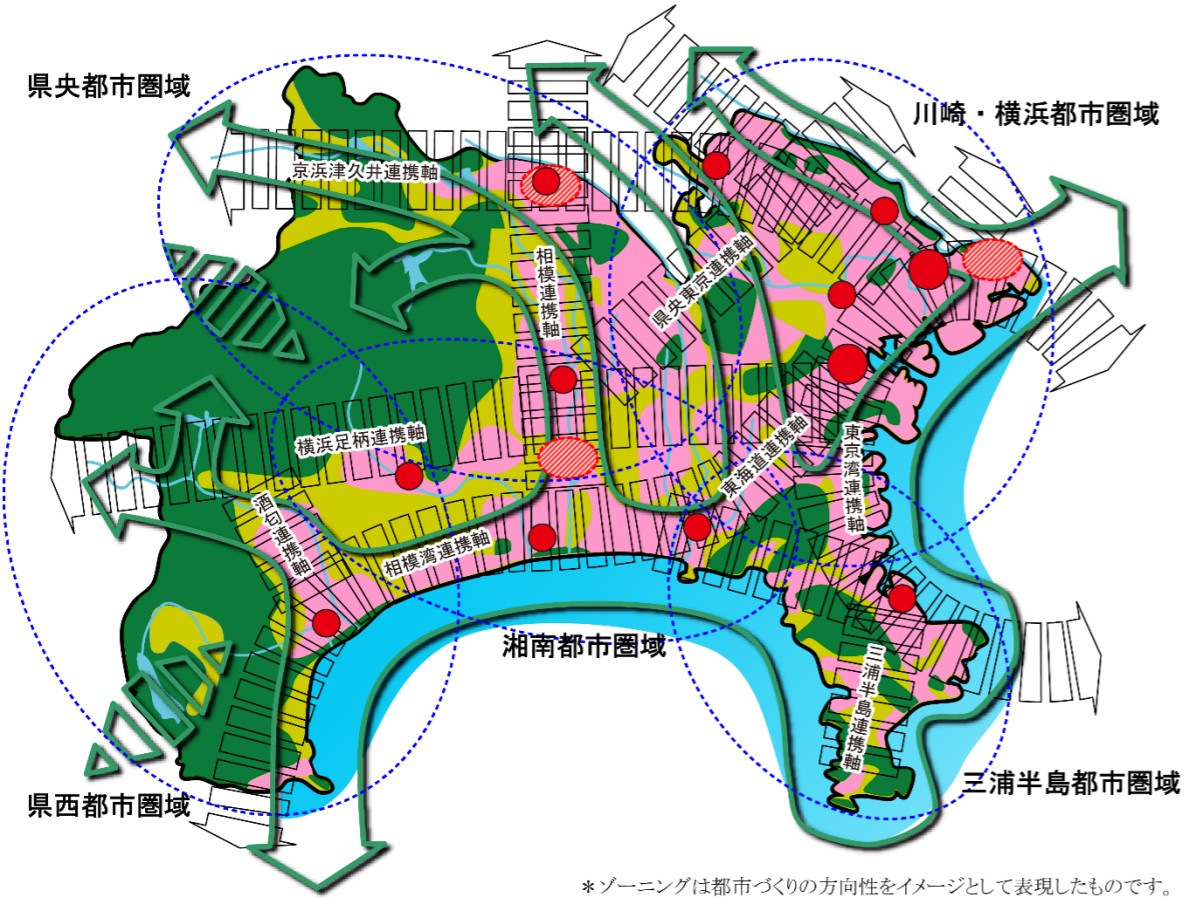 県央都市圏域
川崎・横浜都市圏域
京浜津久井連携軸
相模連携軸
県央東京連携軸
横浜足柄連携軸
東海道連携軸
東京湾連携軸
酒匂連携軸
相模湾連携軸
湘南都市圏域
三浦半島連携軸
三浦半島都市圏域
県西都市圏域
＊ゾーニングは都市づくりの方向性をイメージとして表現したものです。